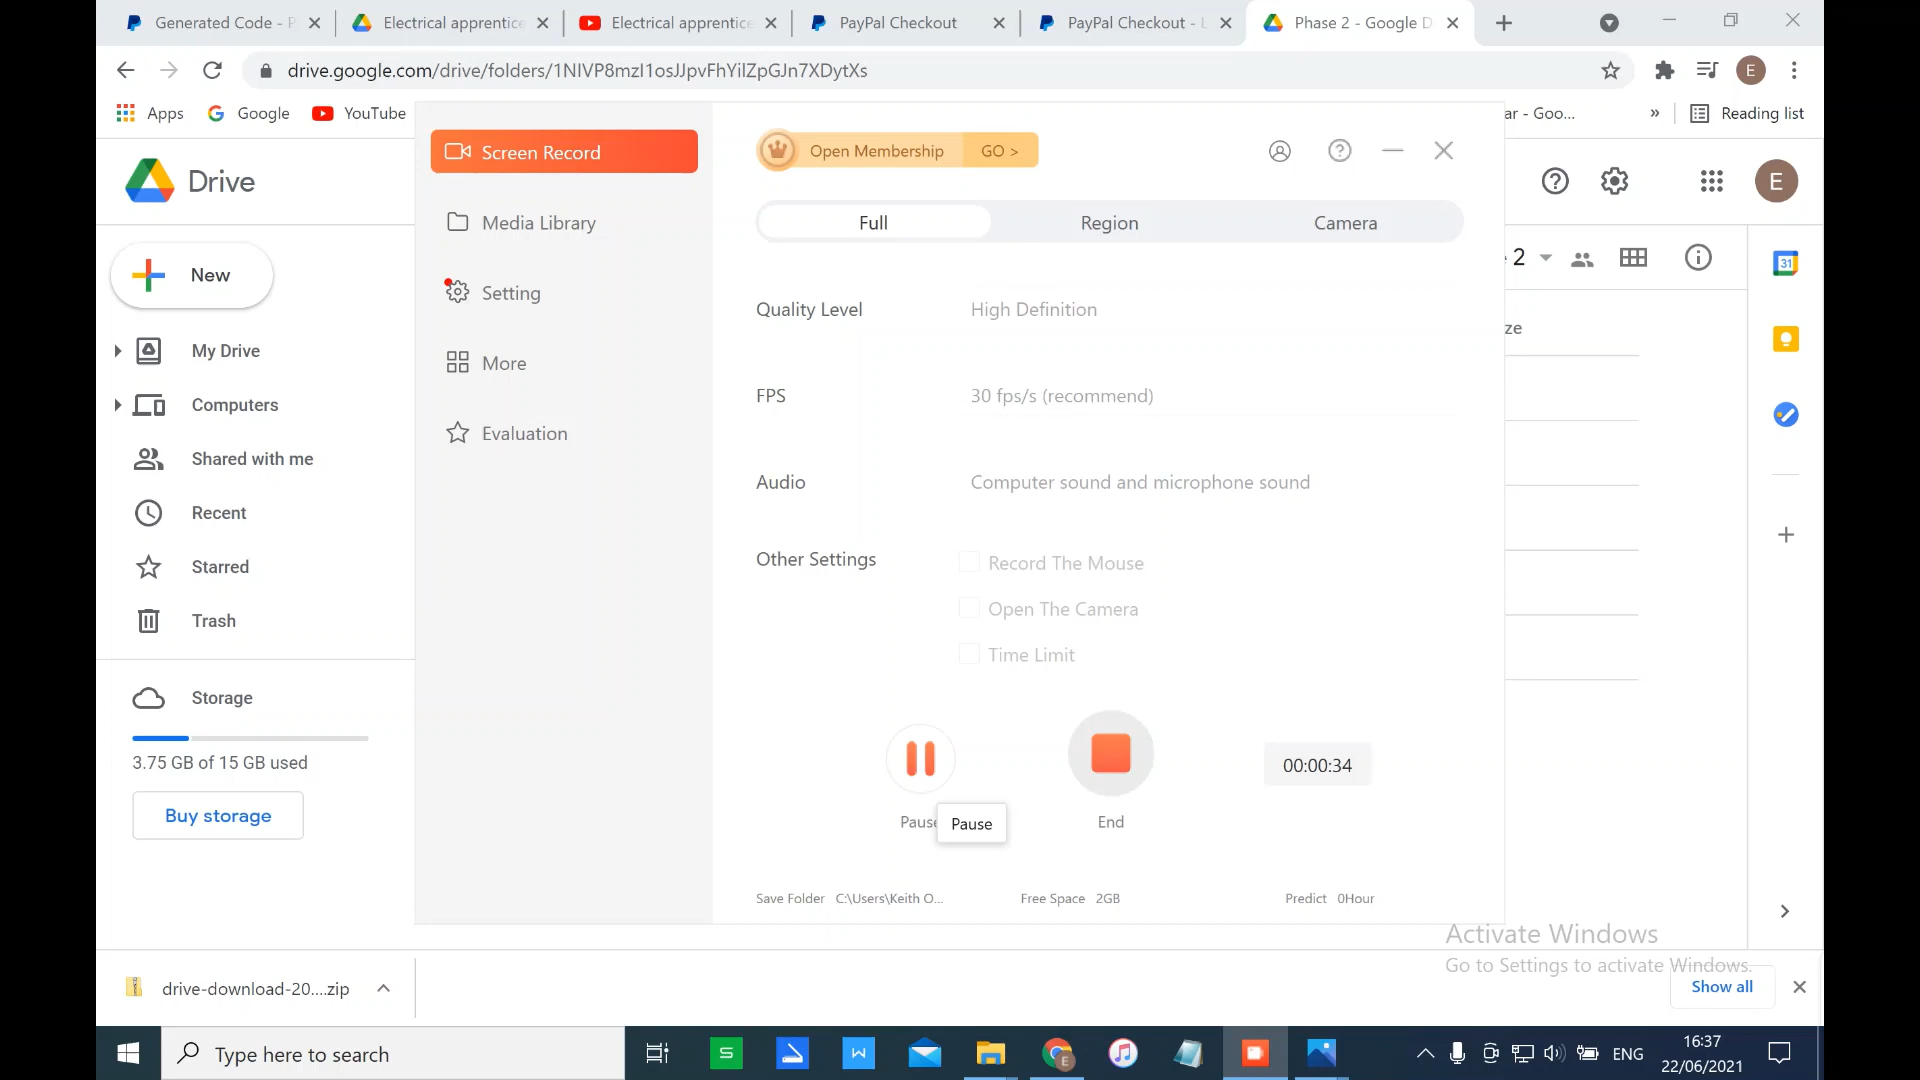 Generated Code - P
Electrical apprentice
Electrical apprentice
PayPal Checkout
PayPal Checkout - L
Phase 2 - Google D
drive.google.com/drive/folders/1NIVP8mzI1osJJpvFhYilZpGJn7XDytXs
E
Apps
Google
YouTube
ar - Goo...
»
Reading list
Drive
Screen Record
Open Membership
GO >
E
Full
Region
Camera
Media Library
2
New
31
Setting
Quality Level
High Definition
ze
My Drive
More
FPS
30 fps/s (recommend)
Computers
Evaluation
Shared with me
Audio
Computer sound and microphone sound
Recent
Other Settings
Record The Mouse
Starred
Open The Camera
Trash
Time Limit
Storage
3.75 GB of 15 GB used
00:00:34
Buy storage
Pause
Pause
End
Save Folder
C:\Users\Keith O...
Free Space
2GB
Predict
0Hour
Activate Windows
Go to Settings to activate Windows.
drive-download-20....zip
Show all
Type here to search
S
W
E
ENG
16:37
22/06/2021